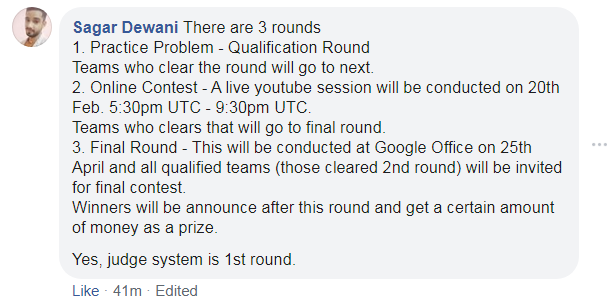 Sagar Dewani There are 3 rounds
1. Practice Problem - Qualification Round
Teams who clear the round will go to next.
2. Online Contest - A live youtube session will be conducted on 20th
Feb. 5:30pm UTC - 9:30pm UTC.
Teams who clears that will go to final round.
3. Final Round - This will be conducted at Google Office on 25th
April and all qualified teams (those cleared 2nd round) will be invited
for final contest.
Winners will be announce after this round and get a certain amount
of money as a prize.
Yes, judge system is 1st round.
Like · 41m · Edited